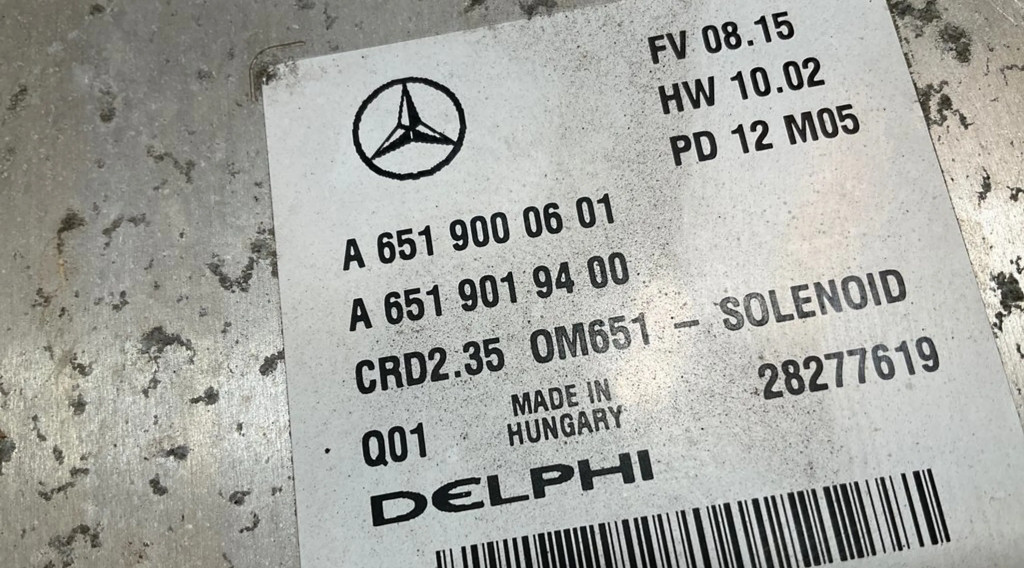 FV 08.15
HW 10.02
PD 12 M05
A 651 900 06 01
A 651 901 94 00
CRD2.35 OM651 – SOLENOID
28277619
MADE IN
HUNGARY
Q01
DELPHI